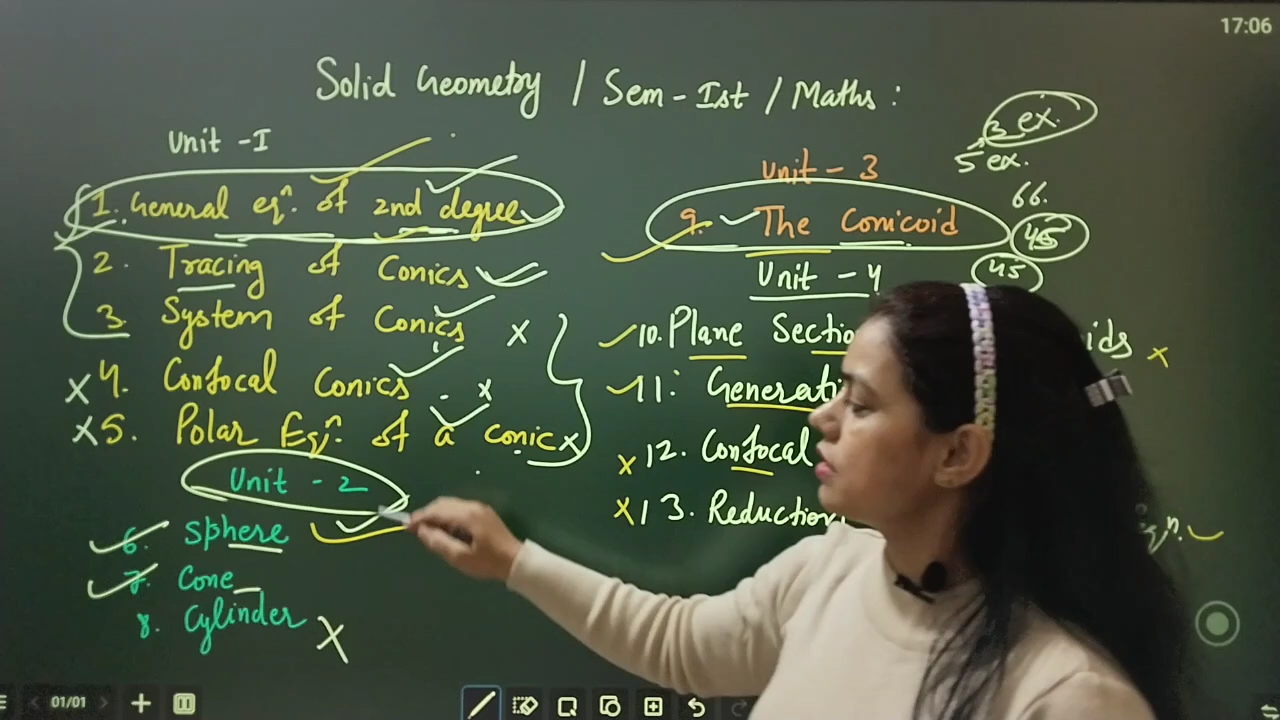 17:06
Solid Geometry / Sem-Ist / Maths:
Unit -I
1. General eqⁿ. of 2nd degree
2. Tracing of Conics
3. System of Conics x
x 4. Confocal Conics x
x 5. Polar Eqⁿ. of a conic x
Unit - 2
6. Sphere
7. Cone
8. Cylinder x
3 ex.
5 ex.
66.
Unit - 3
9. The Conicoid
45
Unit - 4
45
10. Plane
ids x
11.
x 12. Confocal
x 13.
eqⁿ.
01/01